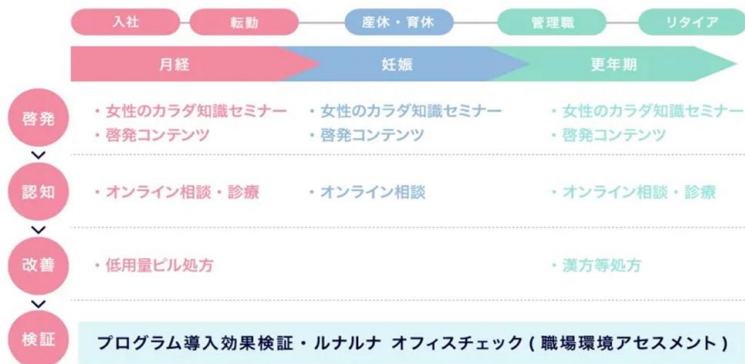 入社
転勤
産休・育休
管理職
リタイア
月経
妊娠
更年期
啓発
・女性のカラダ知識セミナー
・啓発コンテンツ
・女性のカラダ知識セミナー
・啓発コンテンツ
・女性のカラダ知識セミナー
・啓発コンテンツ
認知
・オンライン相談・診療
・オンライン相談
・オンライン相談・診療
改善
・低用量ピル処方
・漢方等処方
検証
プログラム導入効果検証・ルナルナ オフィスチェック ( 職場環境アセスメント )